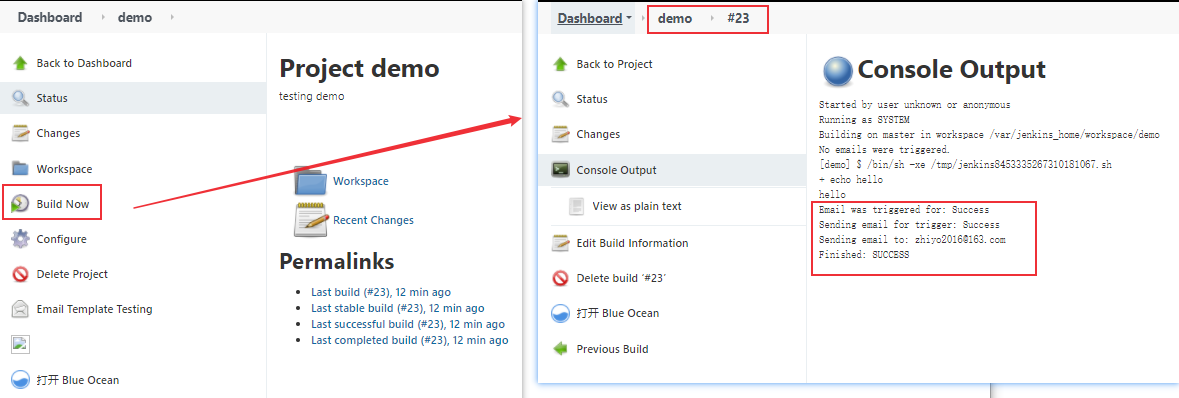 Dashboard demo
Back to Dashboard
Status
Changes
Workspace
Build Now
Configure
Delete Project
Email Template Testing
打开 Blue Ocean
Project demo
testing demo
Workspace
Recent Changes
Permalinks
Last build (#23), 12 min ago
Last stable build (#23), 12 min ago
Last successful build (#23), 12 min ago
Last completed build (#23), 12 min ago
Dashboard demo #23
Back to Project
Status
Changes
Console Output
View as plain text
Edit Build Information
Delete build ‘#23’
打开 Blue Ocean
Previous Build
Console Output
Started by user unknown or anonymous
Running as SYSTEM
Building on master in workspace /var/jenkins_home/workspace/demo
No emails were triggered.
[demo] $ /bin/sh -xe /tmp/jenkins8453335267310181067.sh
+ echo hello
hello
Email was triggered for: Success
Sending email for trigger: Success
Sending email to: zhiyo2016@163.com
Finished: SUCCESS